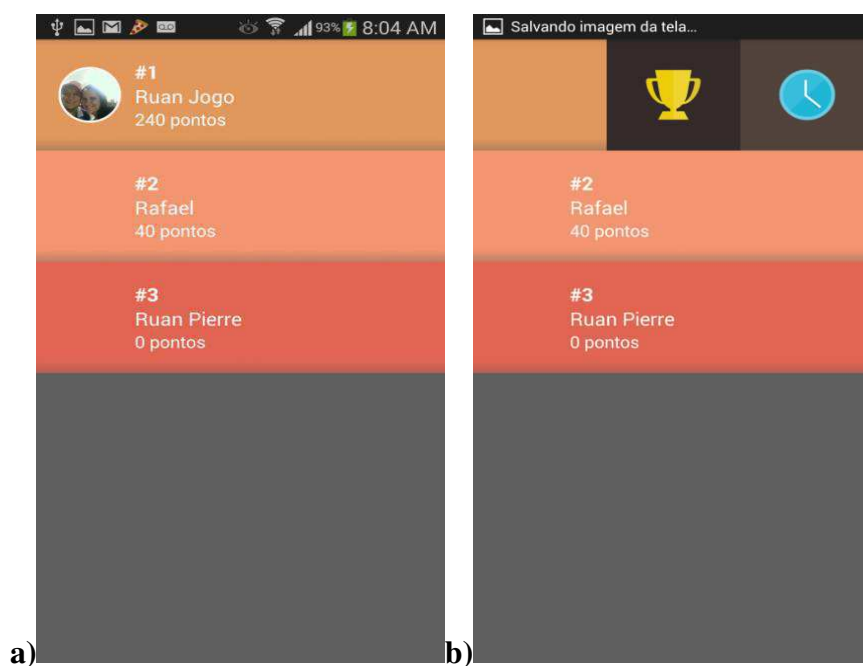 93% 8:04 AM
#1
Ruan Jogo
240 pontos
#2
Rafael
40 pontos
#3
Ruan Pierre
0 pontos
a)
Salvando imagem da tela...
#2
Rafael
40 pontos
#3
Ruan Pierre
0 pontos
b)